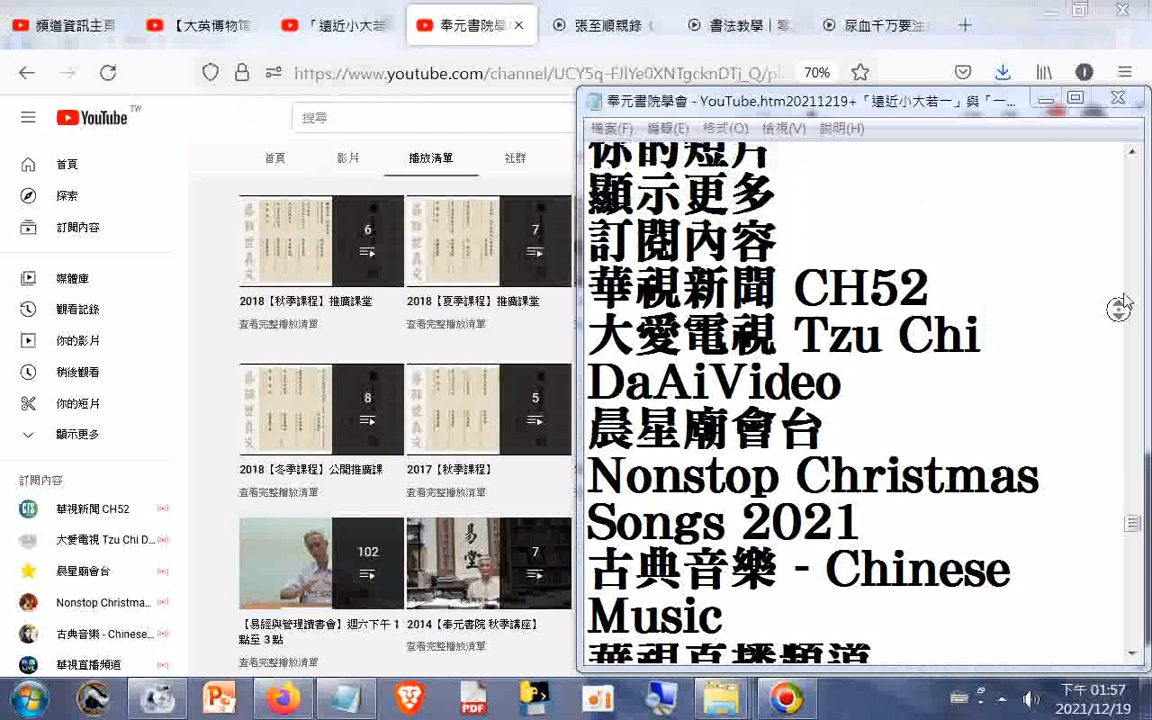 頻道資訊主頁
【大英博物館
「遠近小大若
奉元書院學
張至順親錄
書法教學
尿血千万要注
https://www.youtube.com/channel/UCY5q-FJlYe0XNTgcknDTj_Q/pl
70%
YouTube TW
搜尋
首頁
影片
播放清單
社群
首頁
探索
訂閱內容
媒體庫
觀看記錄
你的影片
稍後觀看
你的短片
顯示更多
訂閱內容
華視新聞 CH52
大愛電視 Tzu Chi D...
晨星廟會台
Nonstop Christma...
古典音樂 - Chinese...
華視直播頻道
6
7
2018【秋季課程】推廣課堂
2018【夏季課程】推廣課堂
查看完整播放清單
查看完整播放清單
8
5
2018【冬季課程】公開推廣課
2017【秋季課程】
查看完整播放清單
查看完整播放清單
102
易堂
7
【易經與管理讀書會】週六下午 1
點至 3 點
2014【奉元書院 秋季講座】
查看完整播放清單
查看完整播放清單
奉元書院學會 - YouTube,htm20211219+「遠近小大若一」與「一...
檔案(F) 編輯(E) 格式(O) 檢視(V) 說明(H)
你的短片
顯示更多
訂閱內容
華視新聞 CH52
大愛電視 Tzu Chi
DaAiVideo
晨星廟會台
Nonstop Christmas
Songs 2021
古典音樂 - Chinese
Music
華視直播頻道
PDF
下午 01:57
2021/12/19